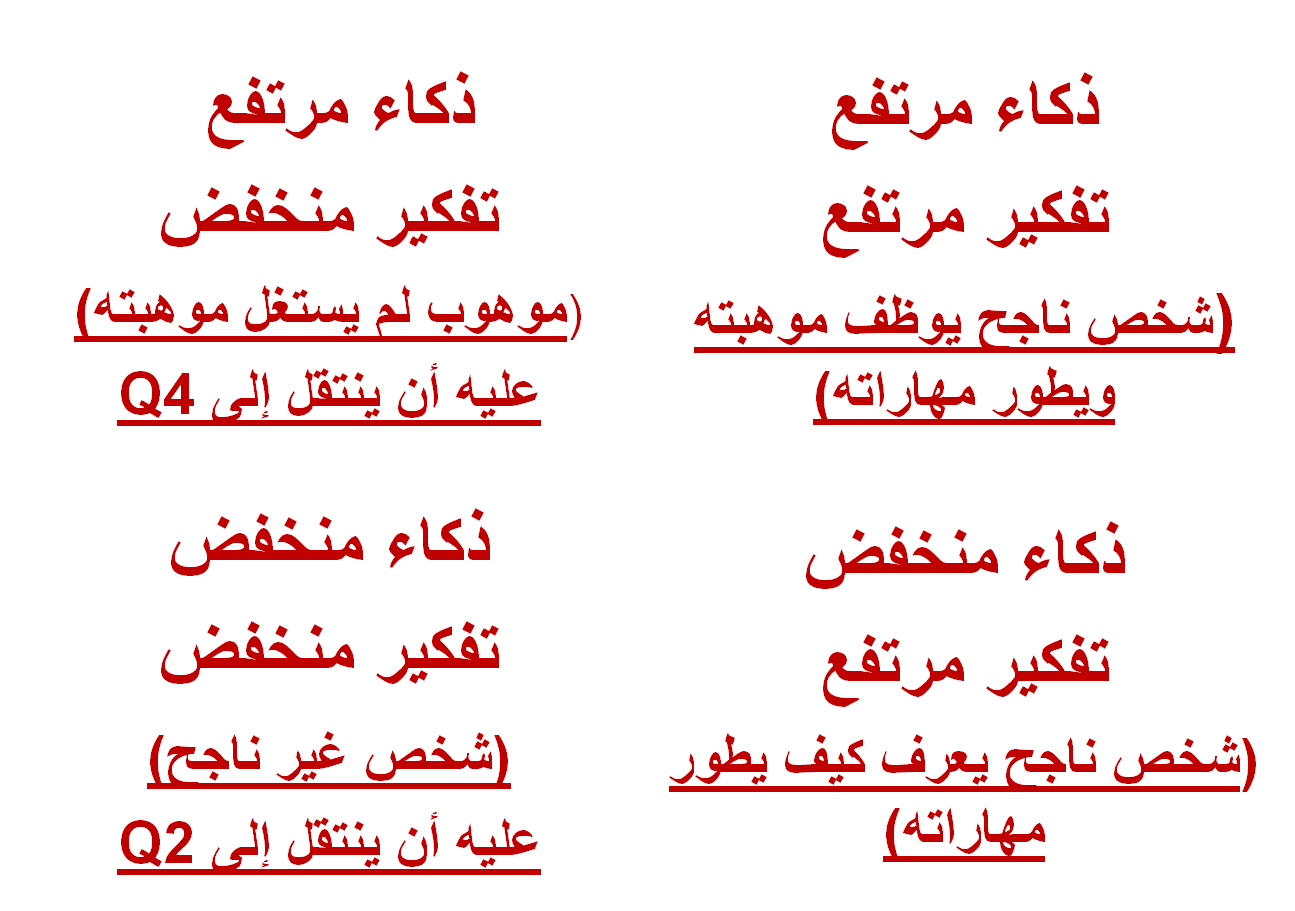 ذكاء مرتفع
تفكير مرتفع
(شخص ناجح يوظف موهبته
ويطور مهاراته)
ذكاء مرتفع
تفكير منخفض
(موهوب لم يستغل موهبته)
عليه أن ينتقل إلى Q4
ذكاء منخفض
تفكير مرتفع
(شخص ناجح يعرف كيف يطور
مهاراته)
ذكاء منخفض
تفكير منخفض
(شخص غير ناجح)
عليه أن ينتقل إلى Q2